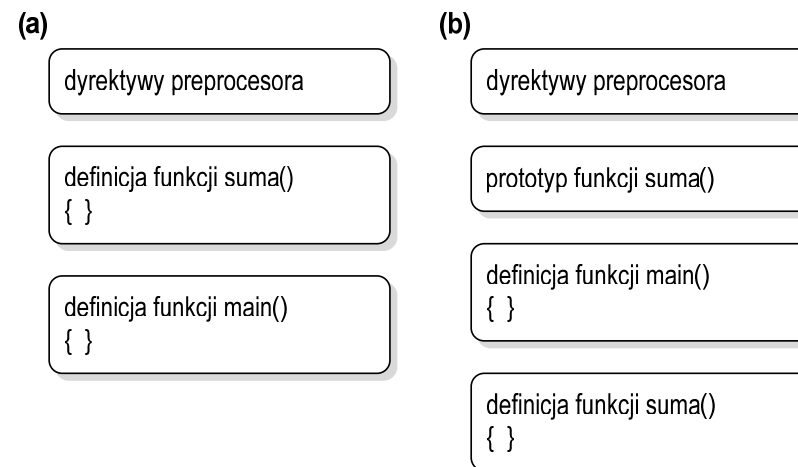 (a)
dyrektywy preprocesora
definicja funkcji suma()
{ }
definicja funkcji main()
{ }
(b)
dyrektywy preprocesora
prototyp funkcji suma()
definicja funkcji main()
{ }
definicja funkcji suma()
{ }